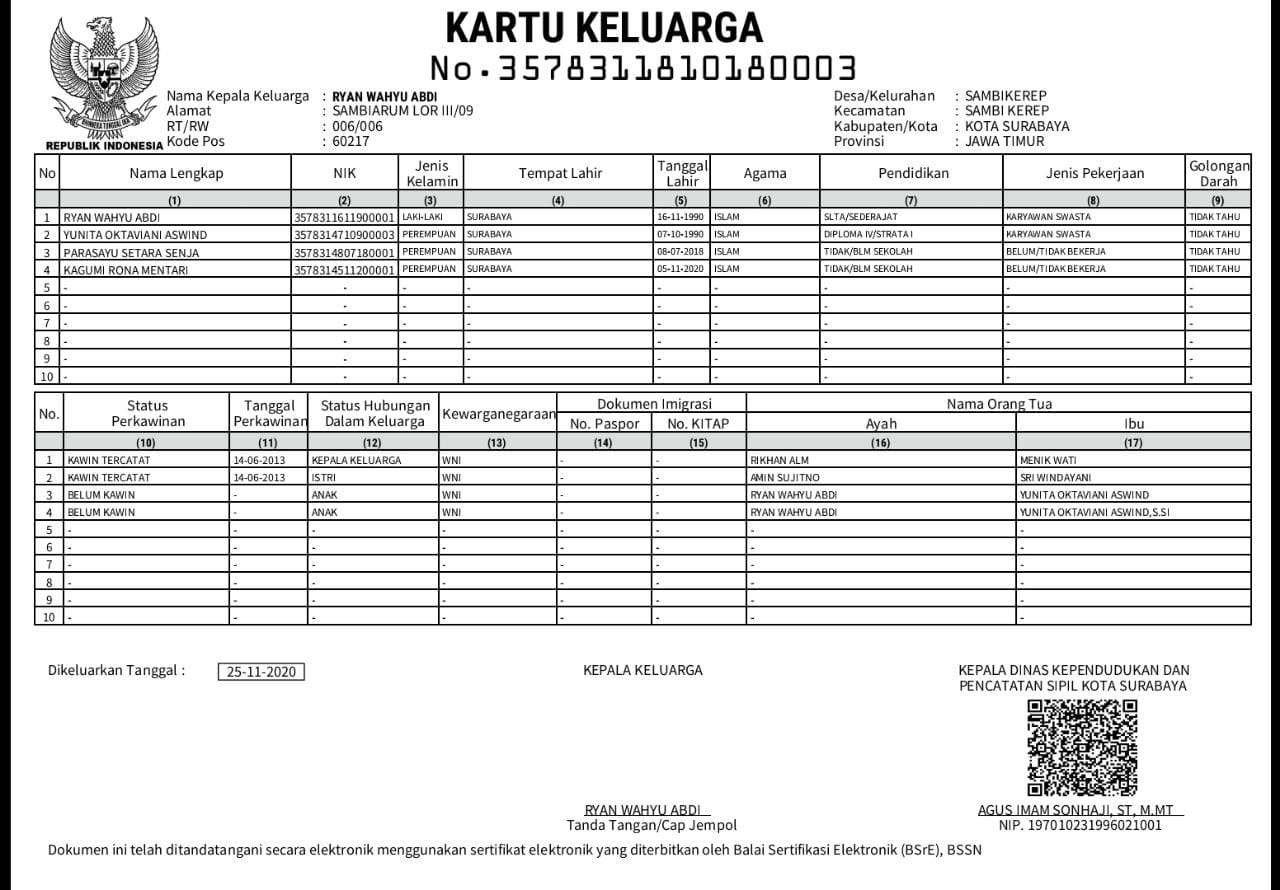 KARTU KELUARGA
No.3578311810180003
Nama Kepala Keluarga : RYAN WAHYU ABDI
Alamat : SAMBIARUM LOR III/09
RT/RW : 006/006
Kode Pos : 60217
Desa/Kelurahan : SAMBIKEREP
Kecamatan : SAMBI KEREP
Kabupaten/Kota : KOTA SURABAYA
Provinsi : JAWA TIMUR
BHINNEKA TUNGGAL IKA
REPUBLIK INDONESIA
No Nama Lengkap NIK Jenis Kelamin Tempat Lahir Tanggal Lahir Agama Pendidikan Jenis Pekerjaan Golongan Darah
(1) (2) (3) (4) (5) (6) (7) (8) (9)
1 RYAN WAHYU ABDI 3578311611900001 LAKI-LAKI SURABAYA 16-11-1990 ISLAM SLTA/SEDERAJAT KARYAWAN SWASTA TIDAK TAHU
2 YUNITA OKTAVIANI ASWIND 3578314710900003 PEREMPUAN SURABAYA 07-10-1990 ISLAM DIPLOMA IV/STRATA I KARYAWAN SWASTA TIDAK TAHU
3 PARASAYU SETARA SENJA 3578314807180001 PEREMPUAN SURABAYA 08-07-2018 ISLAM TIDAK/BLM SEKOLAH BELUM/TIDAK BEKERJA TIDAK TAHU
4 KAGUMI RONA MENTARI 3578314511200001 PEREMPUAN SURABAYA 05-11-2020 ISLAM TIDAK/BLM SEKOLAH BELUM/TIDAK BEKERJA TIDAK TAHU
5 - - - - - - - - -
6 - - - - - - - - -
7 - - - - - - - - -
8 - - - - - - - - -
9 - - - - - - - - -
10 - - - - - - - - -
No. Status Perkawinan Tanggal Perkawinan Status Hubungan Dalam Keluarga Kewarganegaraan Dokumen Imigrasi Nama Orang Tua
No. Paspor No. KITAP Ayah Ibu
(10) (11) (12) (13) (14) (15) (16) (17)
1 KAWIN TERCATAT 14-06-2013 KEPALA KELUARGA WNI - - RIKHAN ALM MENIK WATI
2 KAWIN TERCATAT 14-06-2013 ISTRI WNI - - AMIN SUJITNO SRI WINDAYANI
3 BELUM KAWIN - ANAK WNI - - RYAN WAHYU ABDI YUNITA OKTAVIANI ASWIND
4 BELUM KAWIN - ANAK WNI - - RYAN WAHYU ABDI YUNITA OKTAVIANI ASWIND,S.SI
5 - - - - - - - -
6 - - - - - - - -
7 - - - - - - - -
8 - - - - - - - -
9 - - - - - - - -
10 - - - - - - - -
Dikeluarkan Tanggal : 25-11-2020
KEPALA KELUARGA
RYAN WAHYU ABDI
Tanda Tangan/Cap Jempol
KEPALA DINAS KEPENDUDUKAN DAN
PENCATATAN SIPIL KOTA SURABAYA
AGUS IMAM SONHAJI, ST, M.MT
NIP. 197010231996021001
Dokumen ini telah ditandatangani secara elektronik menggunakan sertifikat elektronik yang diterbitkan oleh Balai Sertifikasi Elektronik (BSrE), BSSN